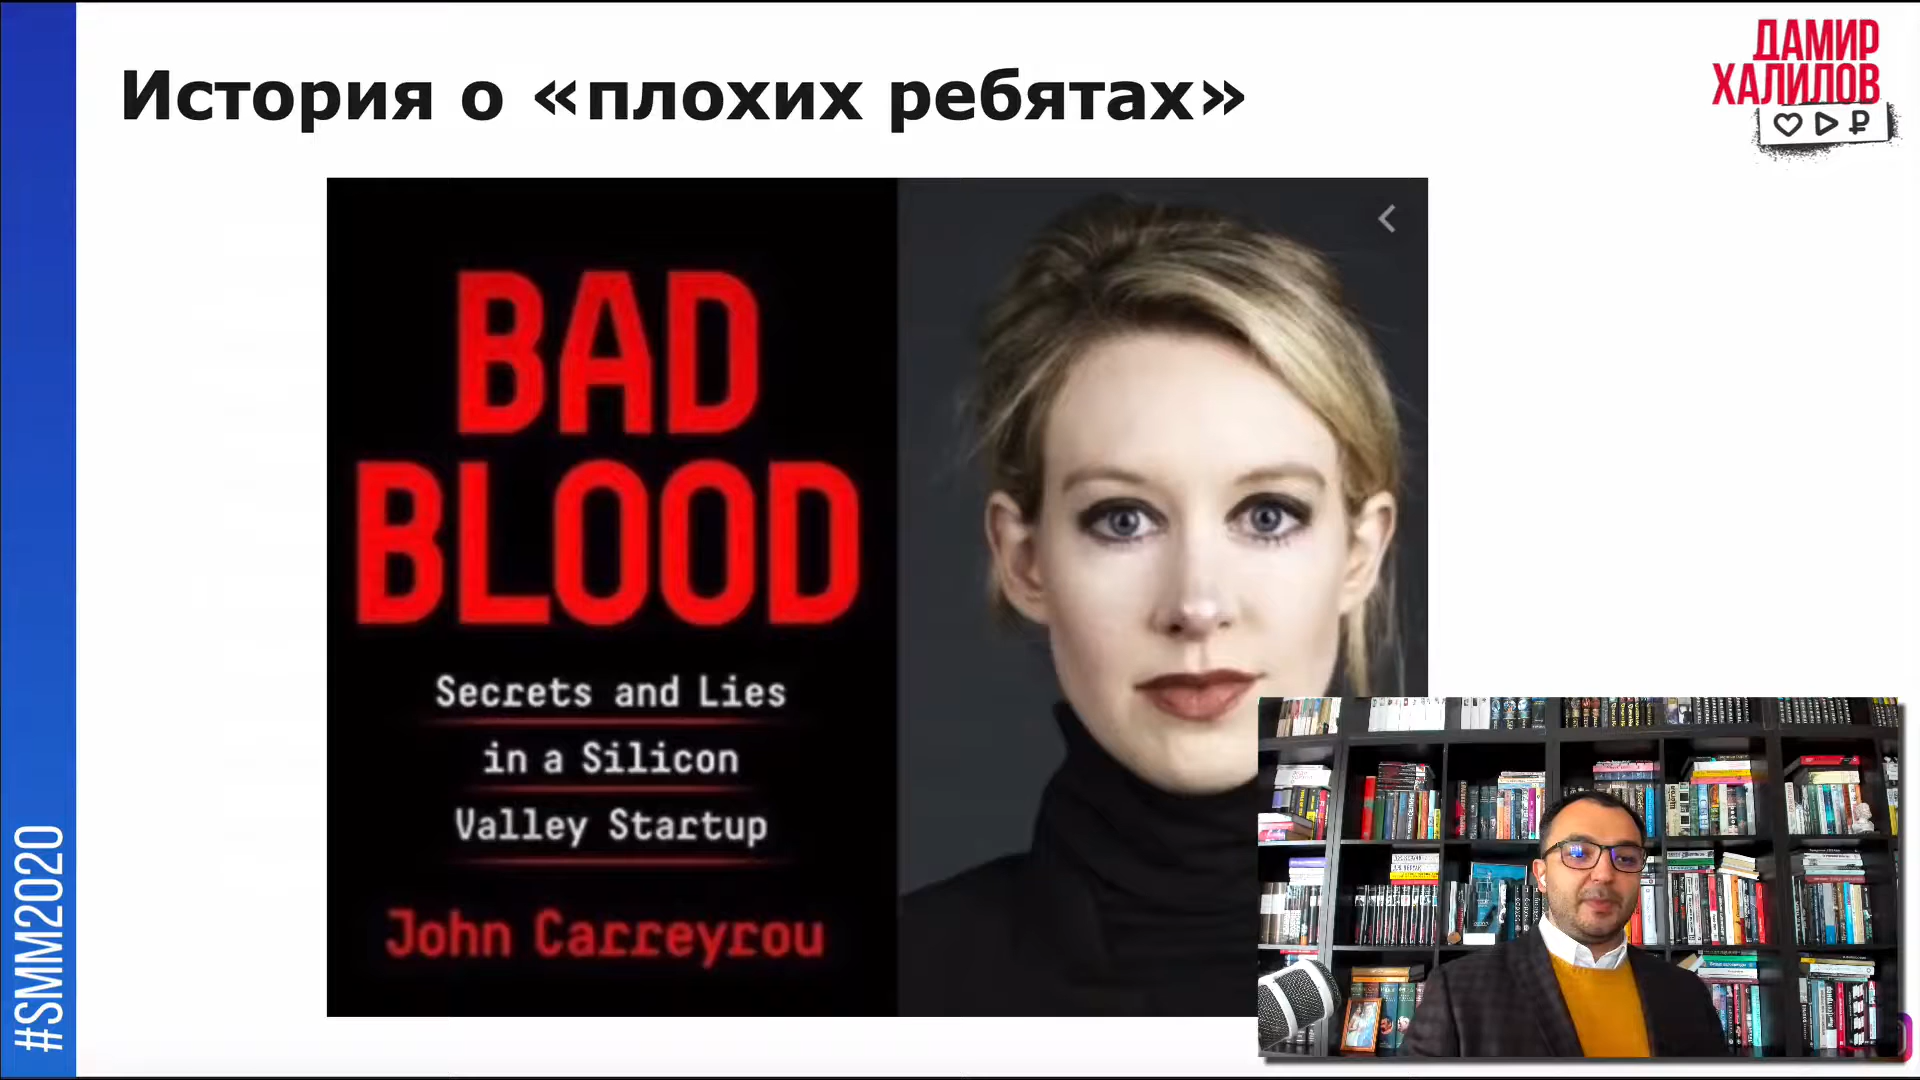 История о «плохих ребятах»
ДАМИР
ХАЛИЛОВ
BAD
BLOOD
Secrets and Lies
in a Silicon
Valley Startup
John Carreyrou
#SMM2020